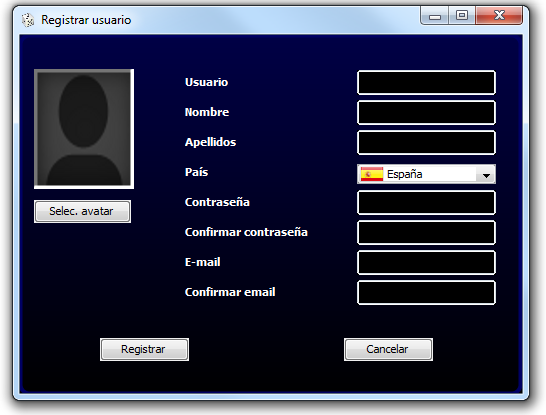 Registrar usuario
Usuario
Nombre
Apellidos
País
España
Contraseña
Confirmar contraseña
E-mail
Confirmar email
Selec. avatar
Registrar
Cancelar